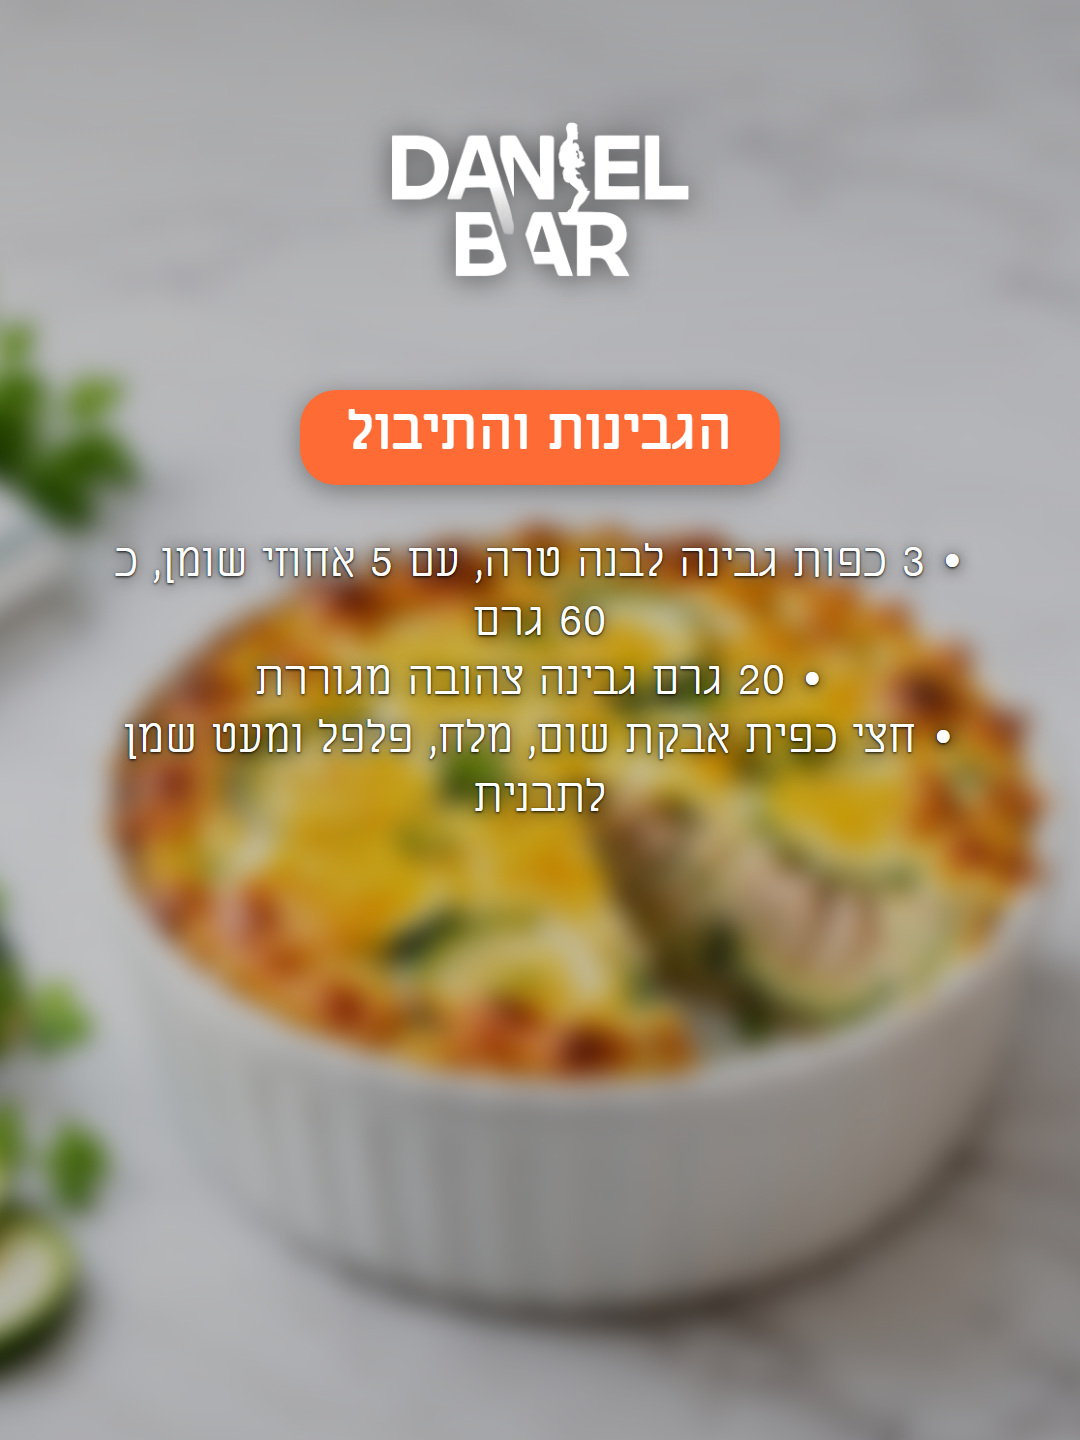 DANIEL
BAR
הגבינות והתיבול
• 3 כפות גבינה לבנה טרה, עם 5 אחוזי שומן, כ
60 גרם
• 20 גרם גבינה צהובה מגוררת
• חצי כפית אבקת שום, מלח, פלפל ומעט שמן
לתבנית